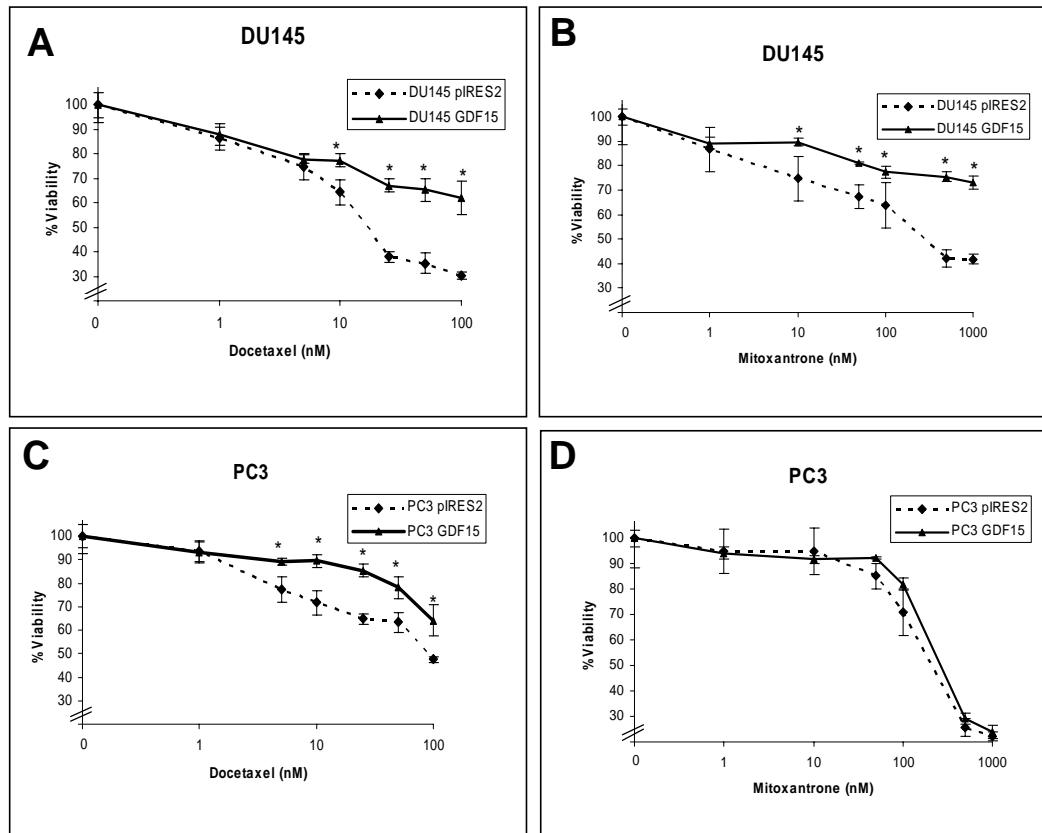 A
DU145
DU145 pIRES2
DU145 GDF15
% Viability
100
90
80
70
60
50
40
30
* * * *
0 1 10 100
Docetaxel (nM)
B
DU145
DU145 pIRES2
DU145 GDF15
% Viability
100
90
80
70
60
50
40
30
* * * * *
0 1 10 100 1000
Mitoxantrone (nM)
C
PC3
PC3 pIRES2
PC3 GDF15
% Viability
100
90
80
70
60
50
40
30
* * * * *
0 1 10 100
Docetaxel (nM)
D
PC3
PC3 pIRES2
PC3 GDF15
% Viability
100
90
80
70
60
50
40
30
0 1 10 100 1000
Mitoxantrone (nM)